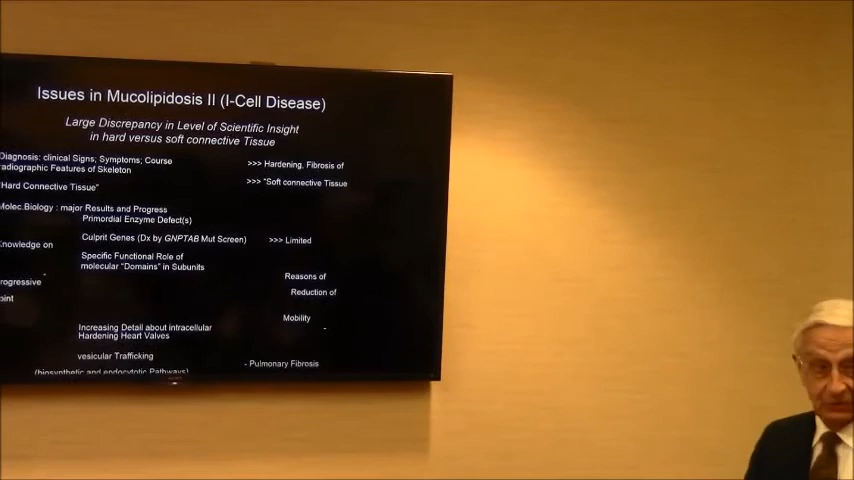 Issues in Mucolipidosis II (I-Cell Disease)
Large Discrepancy in Level of Scientific Insight
in hard versus soft connective Tissue
Diagnosis: clinical Signs; Symptoms; Course
>>> Hardening, Fibrosis of
adiographic Features of Skeleton
>>> "Soft connective Tissue
Hard Connective Tissue"
Molec.Biology : major Results and Progress
Primordial Enzyme Defect(s)
Culprit Genes (Dx by GNPTAB Mut Screen)
>>> Limited
Knowledge on
Specific Functional Role of
molecular "Domains" in Subunits
Reasons of
rogressive
Reduction of
oint
Mobility
Increasing Detail about intracellular
Hardening Heart Valves
vesicular Trafficking
- Pulmonary Fibrosis
(biosynthetic and endocytotic Pathways)